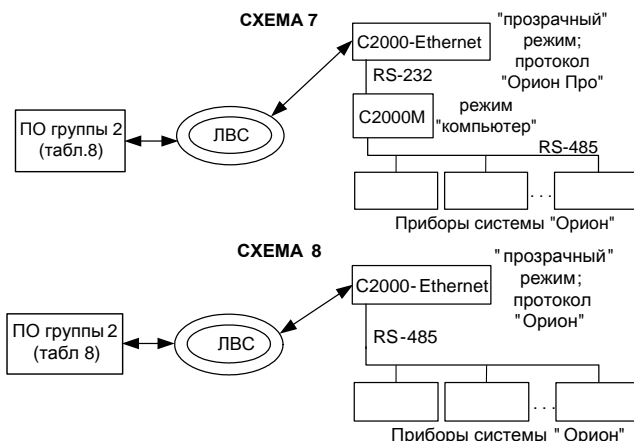 СХЕМА 7
С2000-Ethernet
"прозрачный"
режим;
протокол
"Орион Про"
RS-232
С2000М
режим
"компьютер"
ПО группы 2
(табл.8)
ЛВС
RS-485
. . .
Приборы системы "Орион"
СХЕМА 8
С2000- Ethernet
"прозрачный"
режим;
протокол
"Орион"
ПО группы 2
(табл 8)
ЛВС
RS-485
. . .
Приборы системы " Орион"